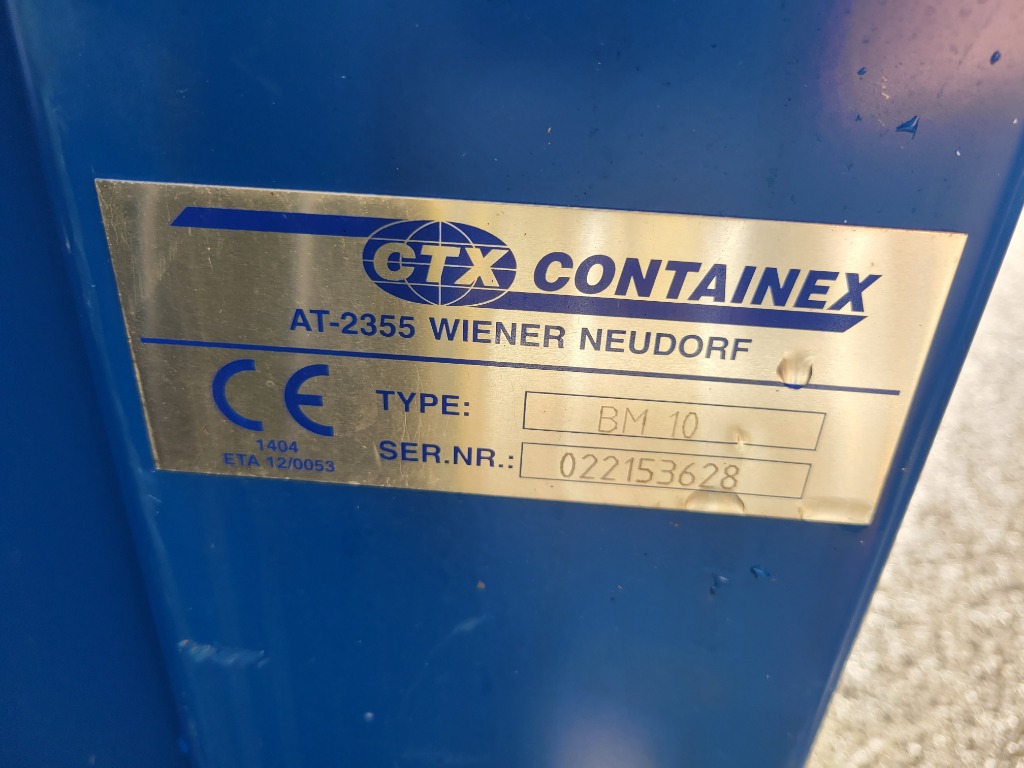 CTX CONTAINEX
AT-2355 WIENER NEUDORF
CE
1404
ETA 12/0053
TYPE: BM 10
SER.NR.: 022153628